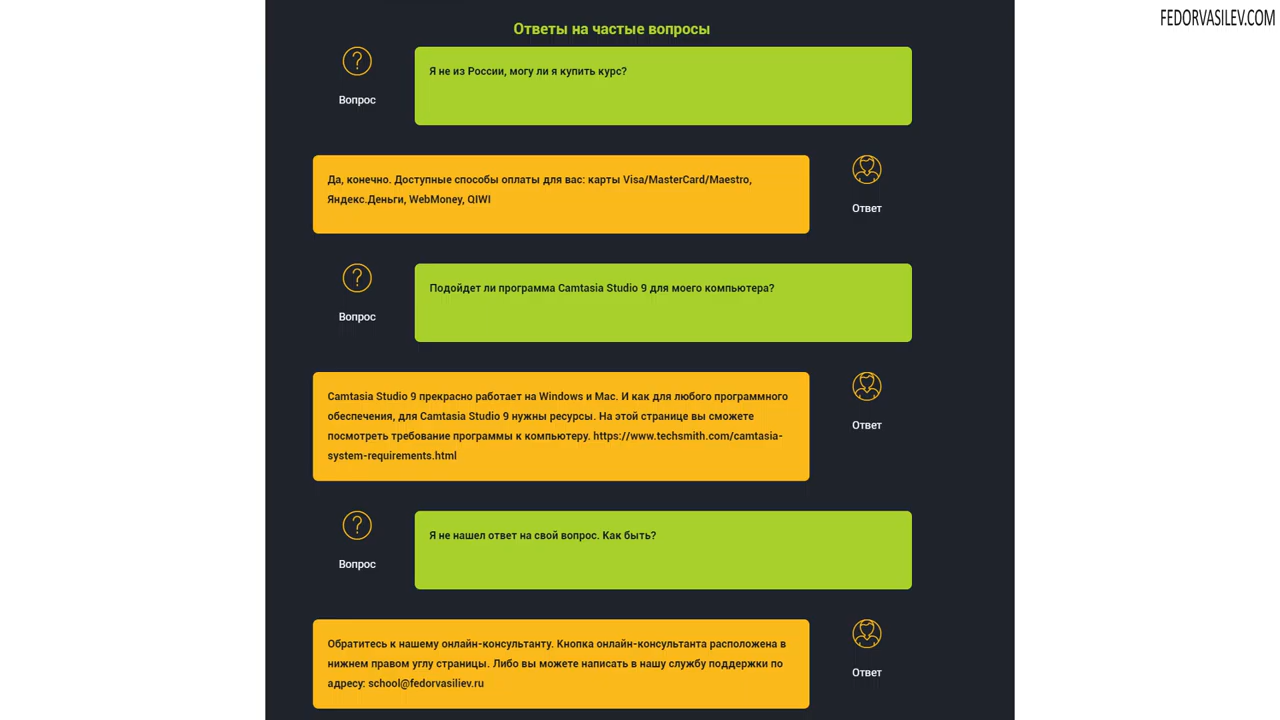 FEDORVASILEV.COM
Ответы на частые вопросы
Вопрос
Я не из России, могу ли я купить курс?
Да, конечно. Доступные способы оплаты для вас: карты Visa/MasterCard/Maestro,
Яндекс.Деньги, WebMoney, QIWI
Ответ
Вопрос
Подойдет ли программа Camtasia Studio 9 для моего компьютера?
Camtasia Studio 9 прекрасно работает на Windows и Mac. И как для любого программного
обеспечения, для Camtasia Studio 9 нужны ресурсы. На этой странице вы сможете
посмотреть требование программы к компьютеру. https://www.techsmith.com/camtasia-
system-requirements.html
Ответ
Вопрос
Я не нашел ответ на свой вопрос. Как быть?
Обратитесь к нашему онлайн-консультанту. Кнопка онлайн-консультанта расположена в
нижнем правом углу страницы. Либо вы можете написать в нашу службу поддержки по
адресу: school@fedorvasiliev.ru
Ответ